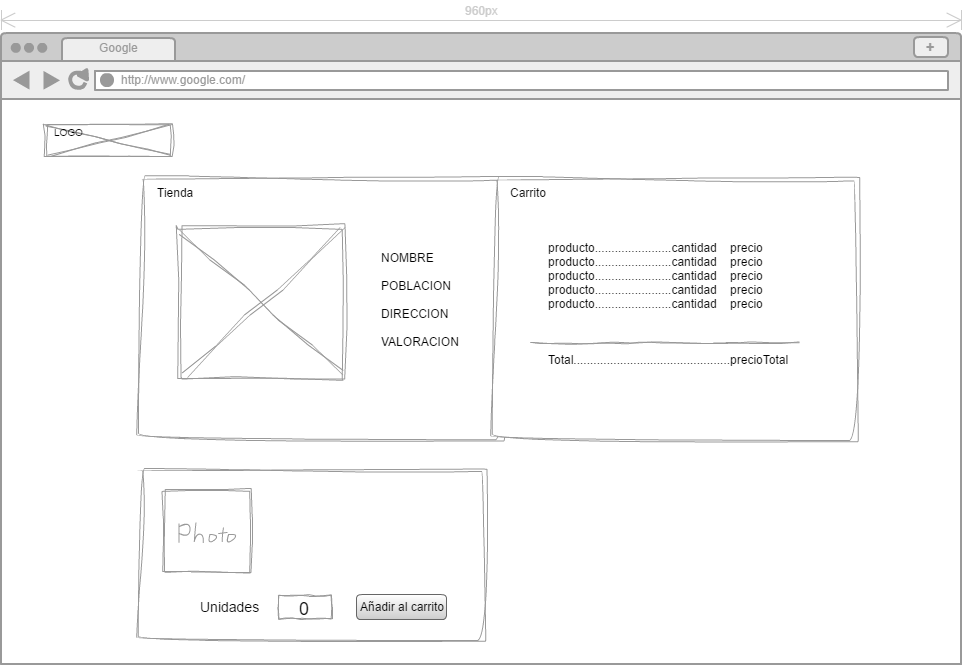 960px
Google
+
http://www.google.com/
LOGO
Tienda
NOMBRE
POBLACION
DIRECCION
VALORACION
Carrito
producto.......................cantidad precio
producto.......................cantidad precio
producto.......................cantidad precio
producto.......................cantidad precio
producto.......................cantidad precio
Total...............................................precioTotal
Photo
Unidades 0 Añadir al carrito